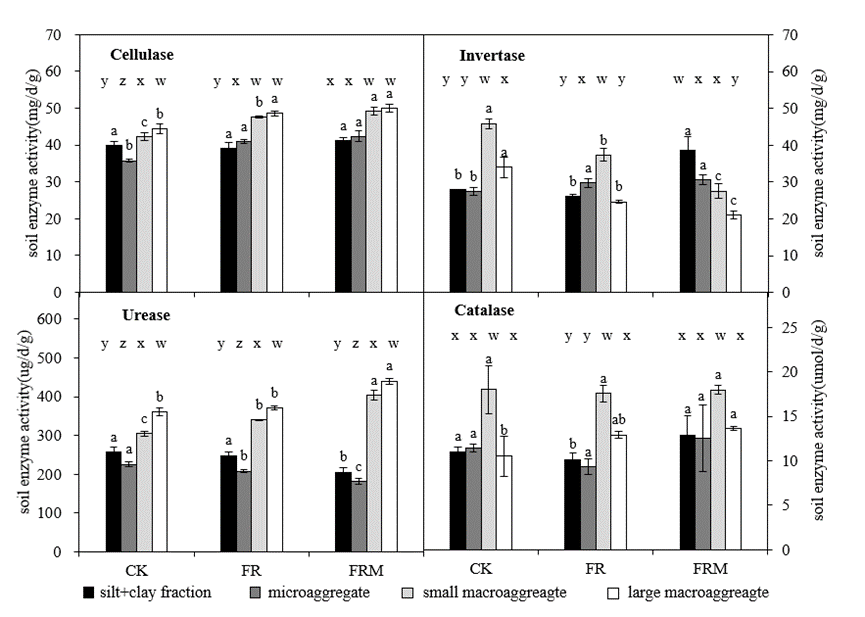 70 Cellulase Invertase 70
60 60
y z x w y x w w x x w w y y w x y x w y w x x y
50 50
40 40
30 30
20 20
10 10
0 0
a b c b a a b a a a a a b b a a b a b b a a c c
soil enzyme activity(mg/d/g) soil enzyme activity(mg/d/g)
Urease Catalase
600 25
500 20
400 15
300 10
200 5
100 0
0
y z x w y z x w y z x w x x w x y y w x x x w x
a a c b a b b b b c a a a a a b b a a ab a a a a
soil enzyme activity(ug/d/g) soil enzyme activity(umol/d/g)
CK FR FRM CK FR FRM
silt+clay fraction microaggregate small macroaggreagte large macroaggreagte